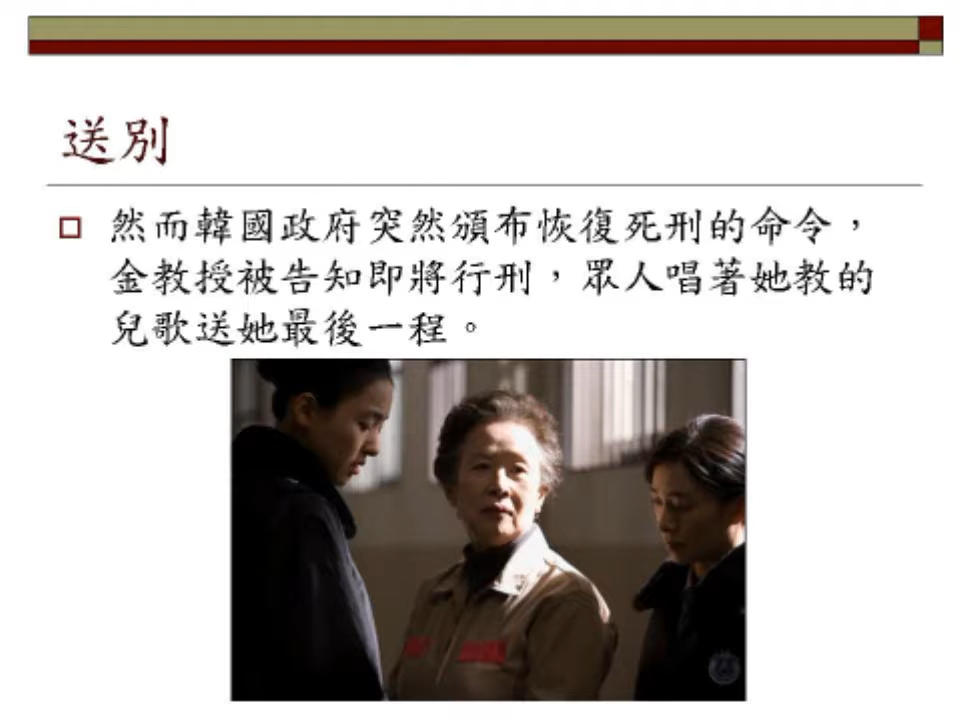 送別
然而韓國政府突然頒布恢復死刑的命令，
金教授被告知即將行刑，眾人唱著她教的
兒歌送她最後一程。